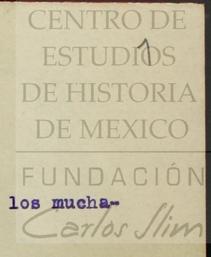 CENTRO DE
ESTUDIOS
DE HISTORIA
DE MEXICO
FUNDACIÓN
los mucha-
Carlos Slim